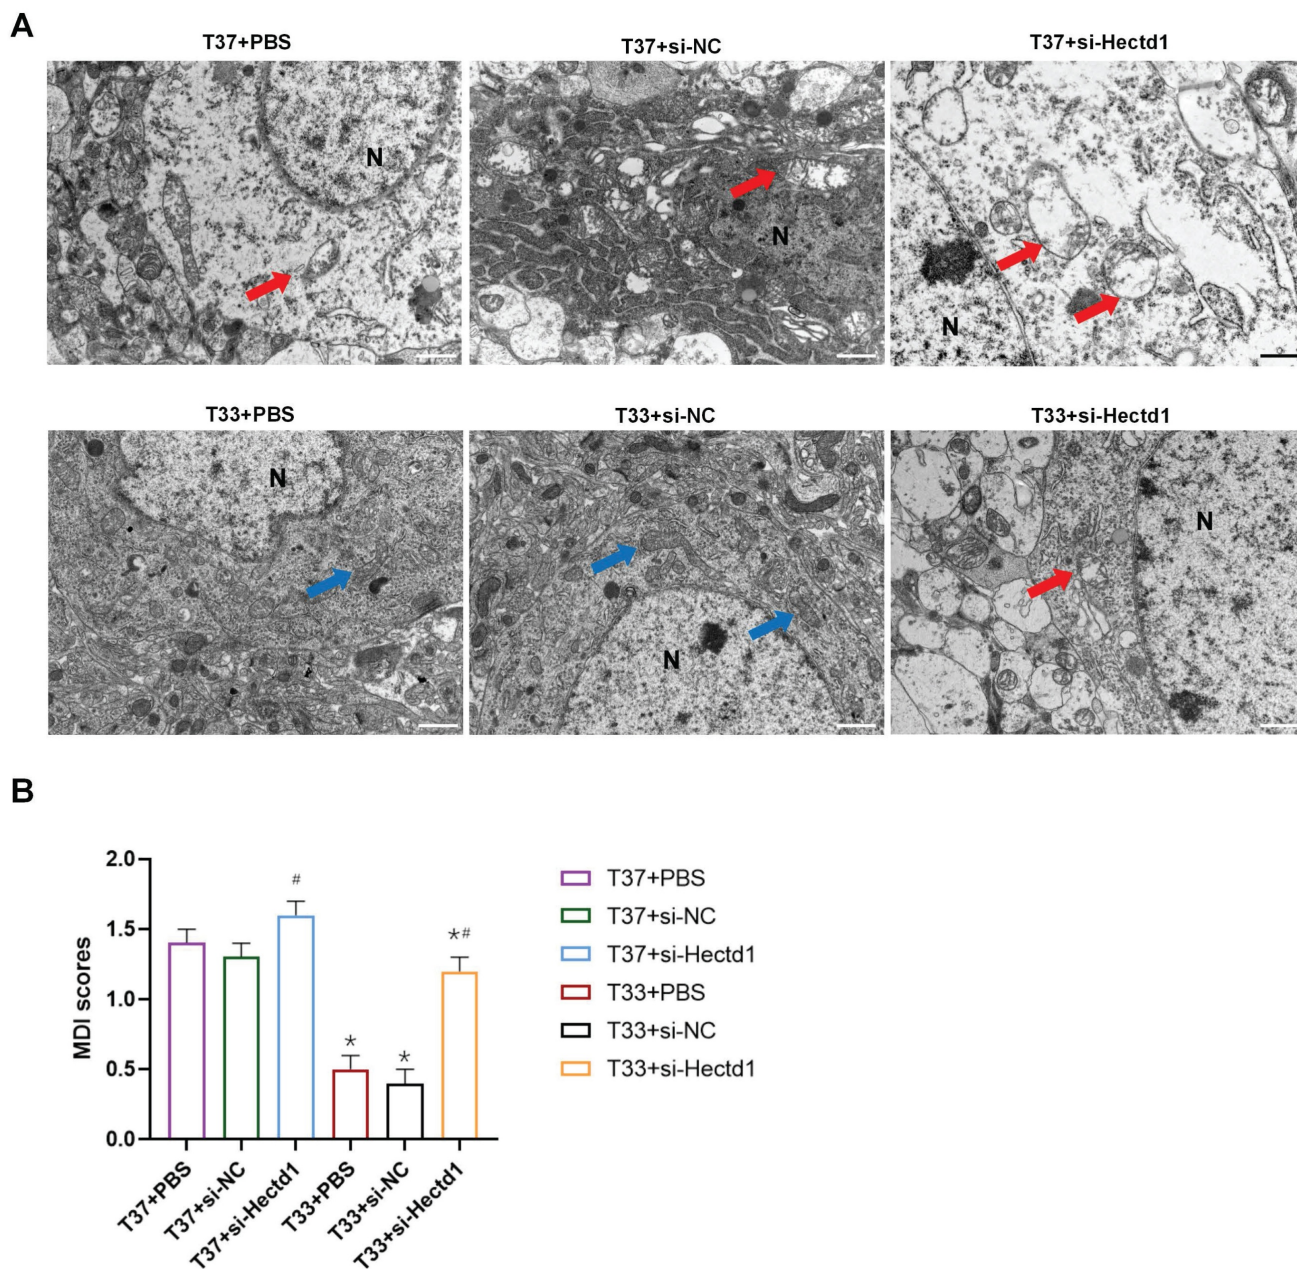 A
T37+PBS
T37+si-NC
T37+si-Hectd1
N
N
N
T33+PBS
T33+si-NC
T33+si-Hectd1
N
N
N
B
MDI scores
2.0
1.5
1.0
0.5
0.0
#
*
*
*#
T37+PBS
T37+si-NC
T37+si-Hectd1
T33+PBS
T33+si-NC
T33+si-Hectd1
T37+PBS
T37+si-NC
T37+si-Hectd1
T33+PBS
T33+si-NC
T33+si-Hectd1